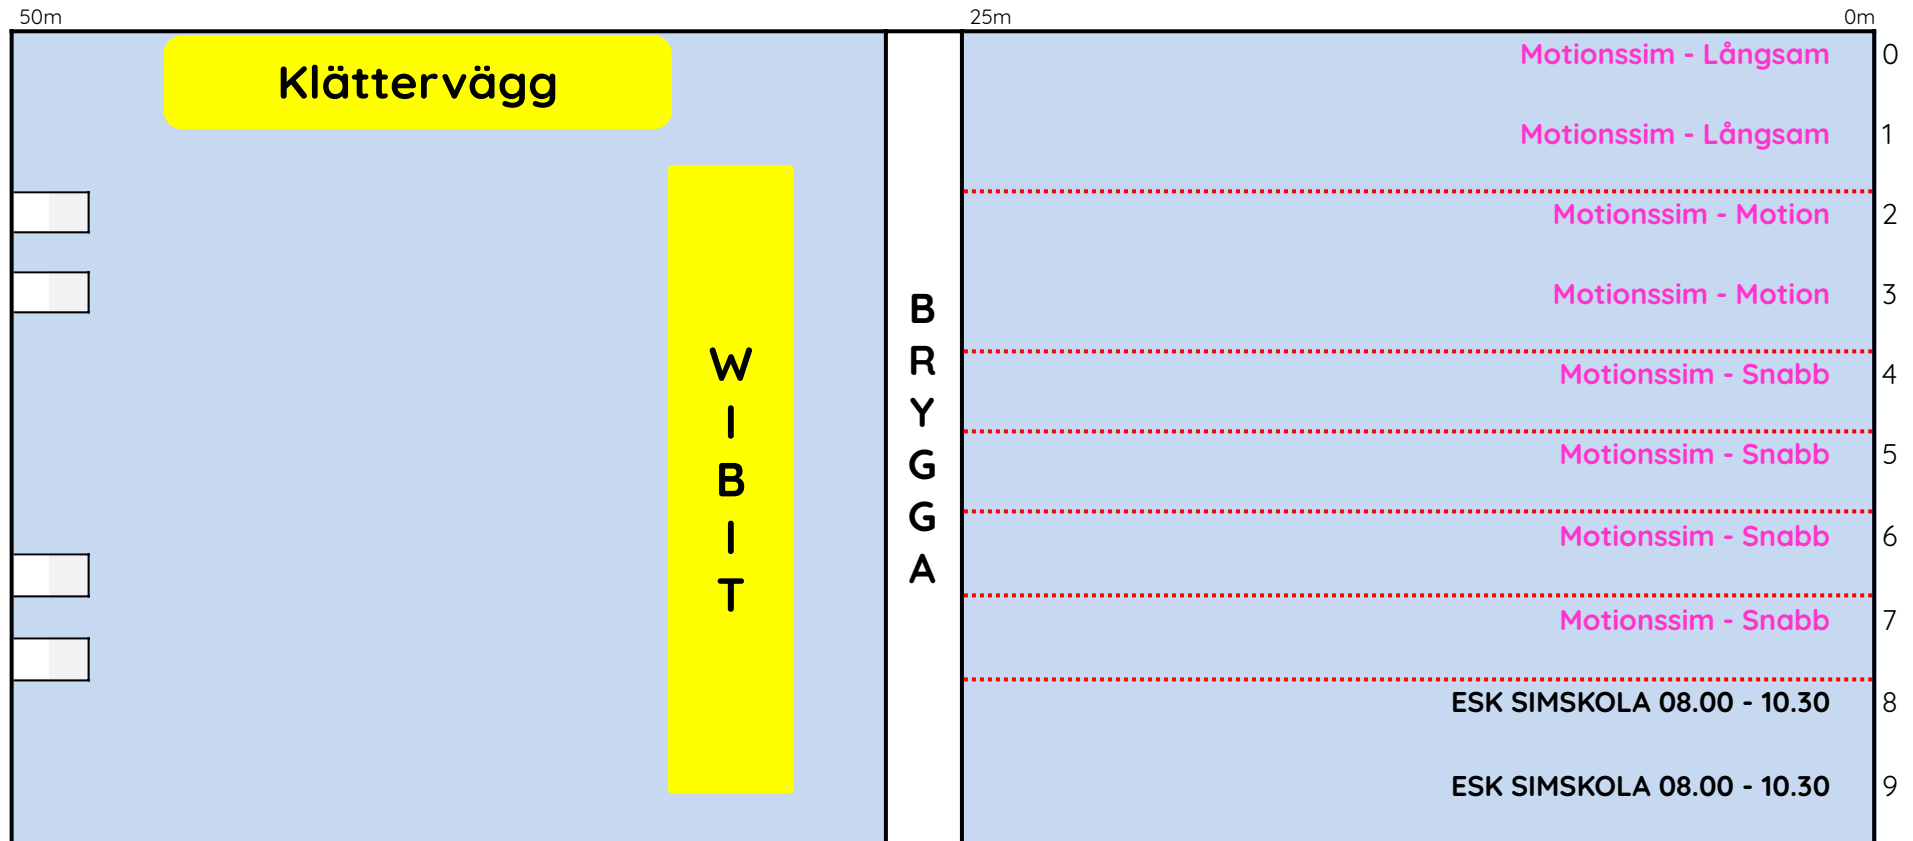 50m
25m
0m
Klättervägg
WIBIT
BRYGGA
Motionssim - Långsam 0
Motionssim - Långsam 1
Motionssim - Motion 2
Motionssim - Motion 3
Motionssim - Snabb 4
Motionssim - Snabb 5
Motionssim - Snabb 6
Motionssim - Snabb 7
ESK SIMSKOLA 08.00 - 10.30 8
ESK SIMSKOLA 08.00 - 10.30 9